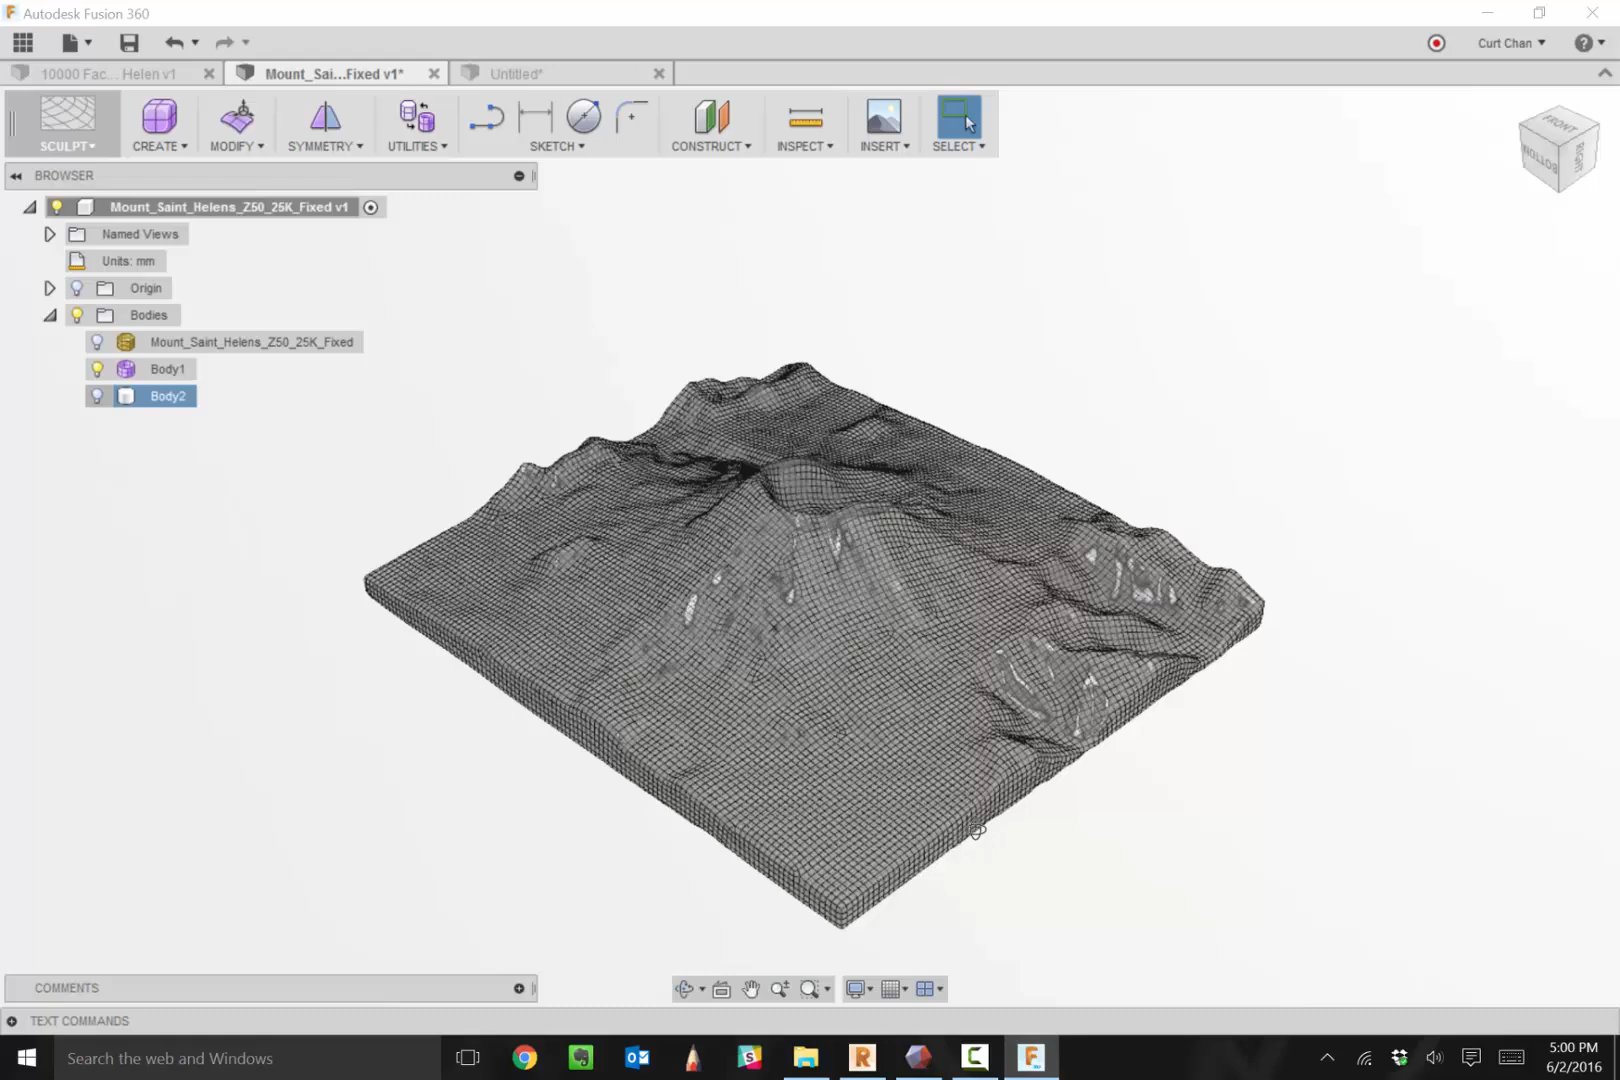 Autodesk Fusion 360
Curt Chan
10000 Fac... Helen v1
Mount_Sai...Fixed v1*
Untitled*
SCULPT
CREATE
MODIFY
SYMMETRY
UTILITIES
SKETCH
CONSTRUCT
INSPECT
INSERT
SELECT
FRONT
BOTTOM
RIGHT
BROWSER
Mount_Saint_Helens_Z50_25K_Fixed v1
Named Views
Units: mm
Origin
Bodies
Mount_Saint_Helens_Z50_25K_Fixed
Body1
Body2
COMMENTS
TEXT COMMANDS
Search the web and Windows
5:00 PM
6/2/2016